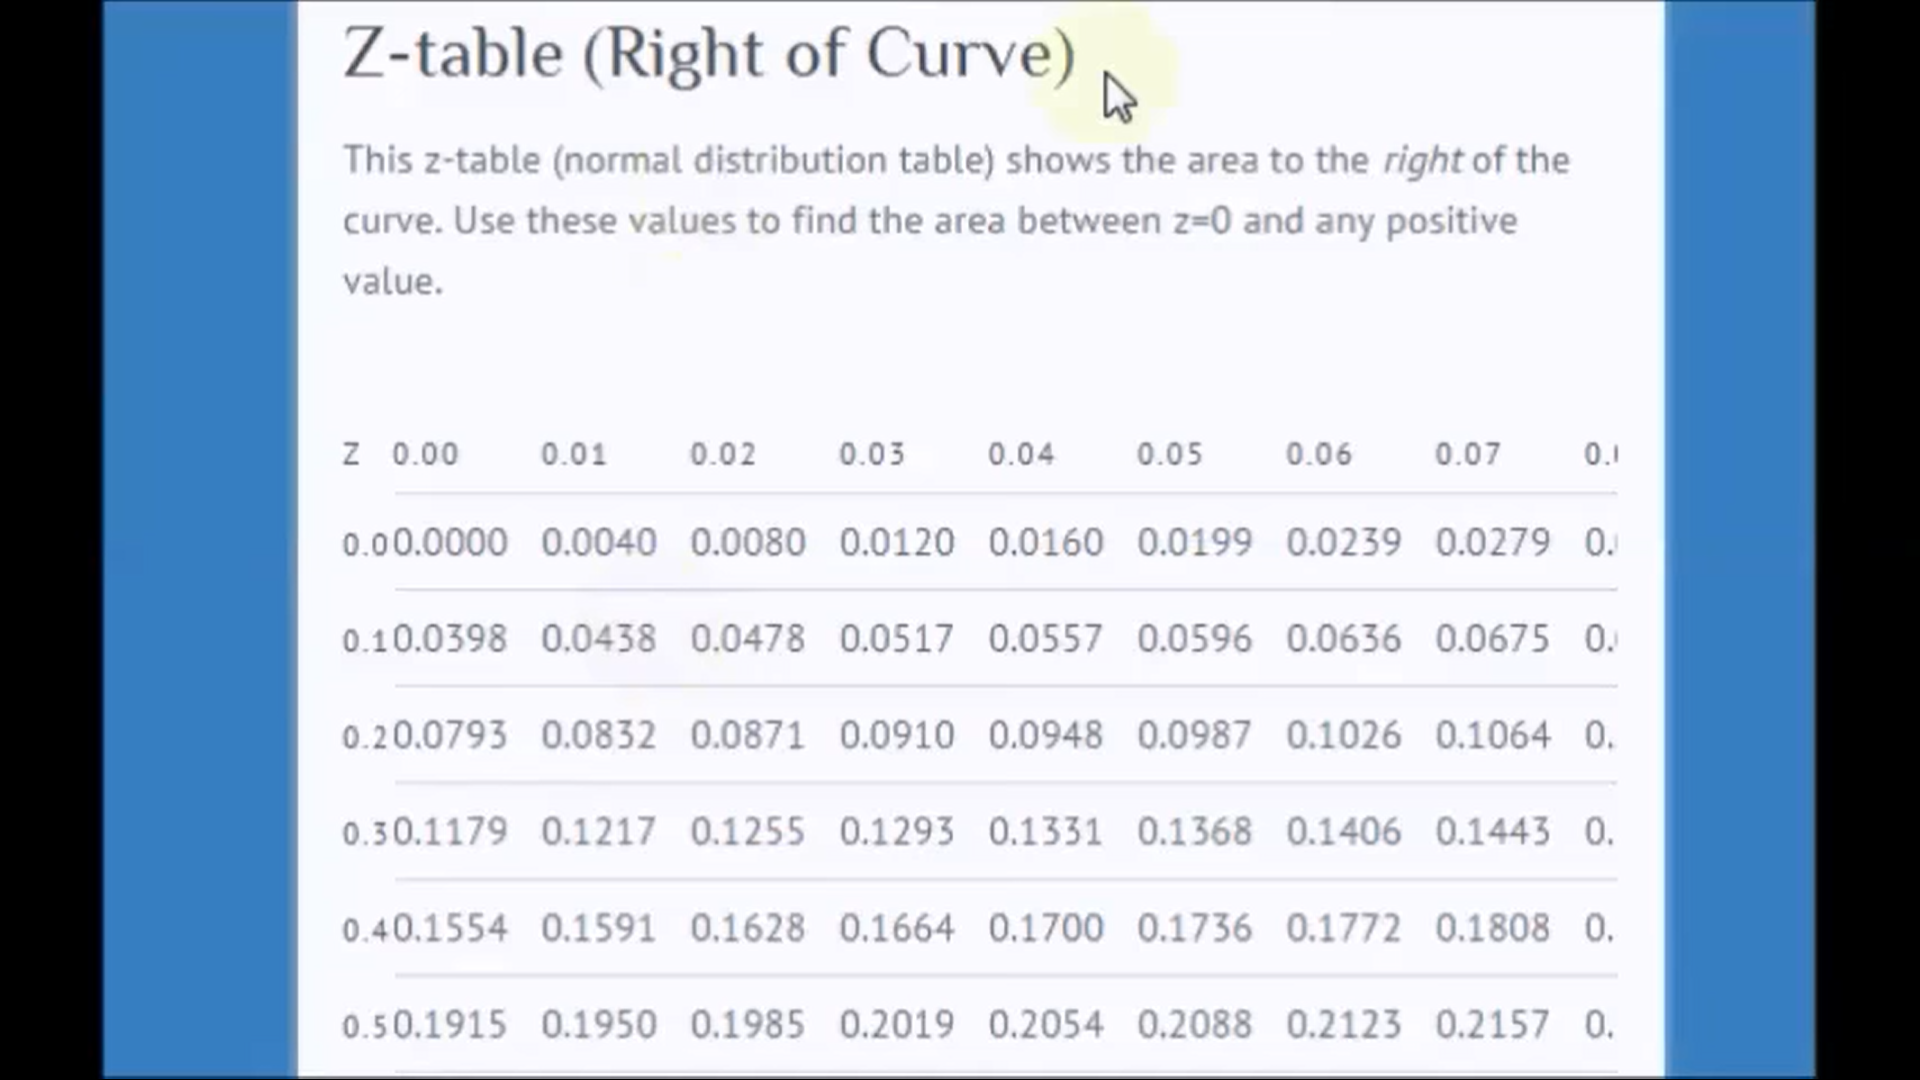 Z-table (Right of Curve)
This z-table (normal distribution table) shows the area to the right of the
curve. Use these values to find the area between z=0 and any positive
value.
Z 0.00 0.01 0.02 0.03 0.04 0.05 0.06 0.07 0.
0.0 0.0000 0.0040 0.0080 0.0120 0.0160 0.0199 0.0239 0.0279 0.
0.1 0.0398 0.0438 0.0478 0.0517 0.0557 0.0596 0.0636 0.0675 0.
0.2 0.0793 0.0832 0.0871 0.0910 0.0948 0.0987 0.1026 0.1064 0.
0.3 0.1179 0.1217 0.1255 0.1293 0.1331 0.1368 0.1406 0.1443 0.
0.4 0.1554 0.1591 0.1628 0.1664 0.1700 0.1736 0.1772 0.1808 0.
0.5 0.1915 0.1950 0.1985 0.2019 0.2054 0.2088 0.2123 0.2157 0.